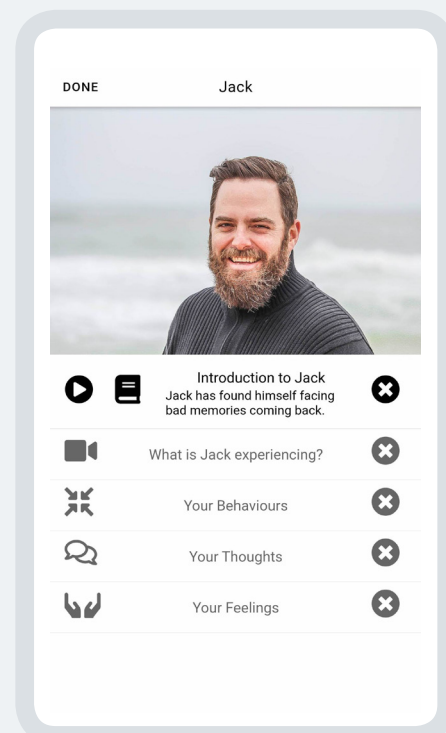 DONE Jack
Introduction to Jack
Jack has found himself facing
bad memories coming back.
What is Jack experiencing?
Your Behaviours
Your Thoughts
Your Feelings